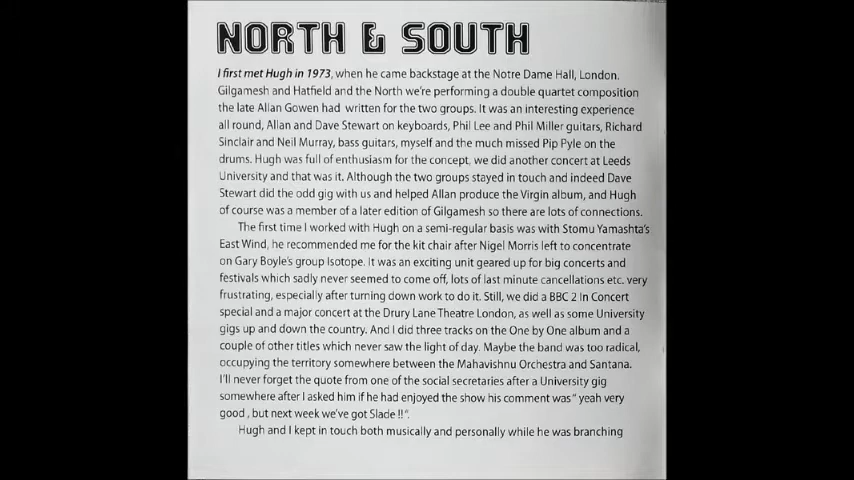 NORTH & SOUTH
I first met Hugh in 1973, when he came backstage at the Notre Dame Hall, London.
Gilgamesh and Hatfield and the North we're performing a double quartet composition
the late Allan Gowen had written for the two groups. It was an interesting experience
all round, Allan and Dave Stewart on keyboards, Phil Lee and Phil Miller guitars, Richard
Sinclair and Neil Murray, bass guitars, myself and the much missed Pip Pyle on the
drums. Hugh was full of enthusiasm for the concept, we did another concert at Leeds
University and that was it. Although the two groups stayed in touch and indeed Dave
Stewart did the odd gig with us and helped Allan produce the Virgin album, and Hugh
of course was a member of a later edition of Gilgamesh so there are lots of connections.
The first time I worked with Hugh on a semi-regular basis was with Stomu Yamashta's
East Wind, he recommended me for the kit chair after Nigel Morris left to concentrate
on Gary Boyle's group Isotope. It was an exciting unit geared up for big concerts and
festivals which sadly never seemed to come off, lots of last minute cancellations etc. very
frustrating, especially after turning down work to do it. Still, we did a BBC 2 In Concert
special and a major concert at the Drury Lane Theatre London, as well as some University
gigs up and down the country. And I did three tracks on the One by One album and a
couple of other titles which never saw the light of day. Maybe the band was too radical,
occupying the territory somewhere between the Mahavishnu Orchestra and Santana.
I'll never forget the quote from one of the social secretaries after a University gig
somewhere after I asked him if he had enjoyed the show his comment was" yeah very
good , but next week we've got Slade !!".
Hugh and I kept in touch both musically and personally while he was branching